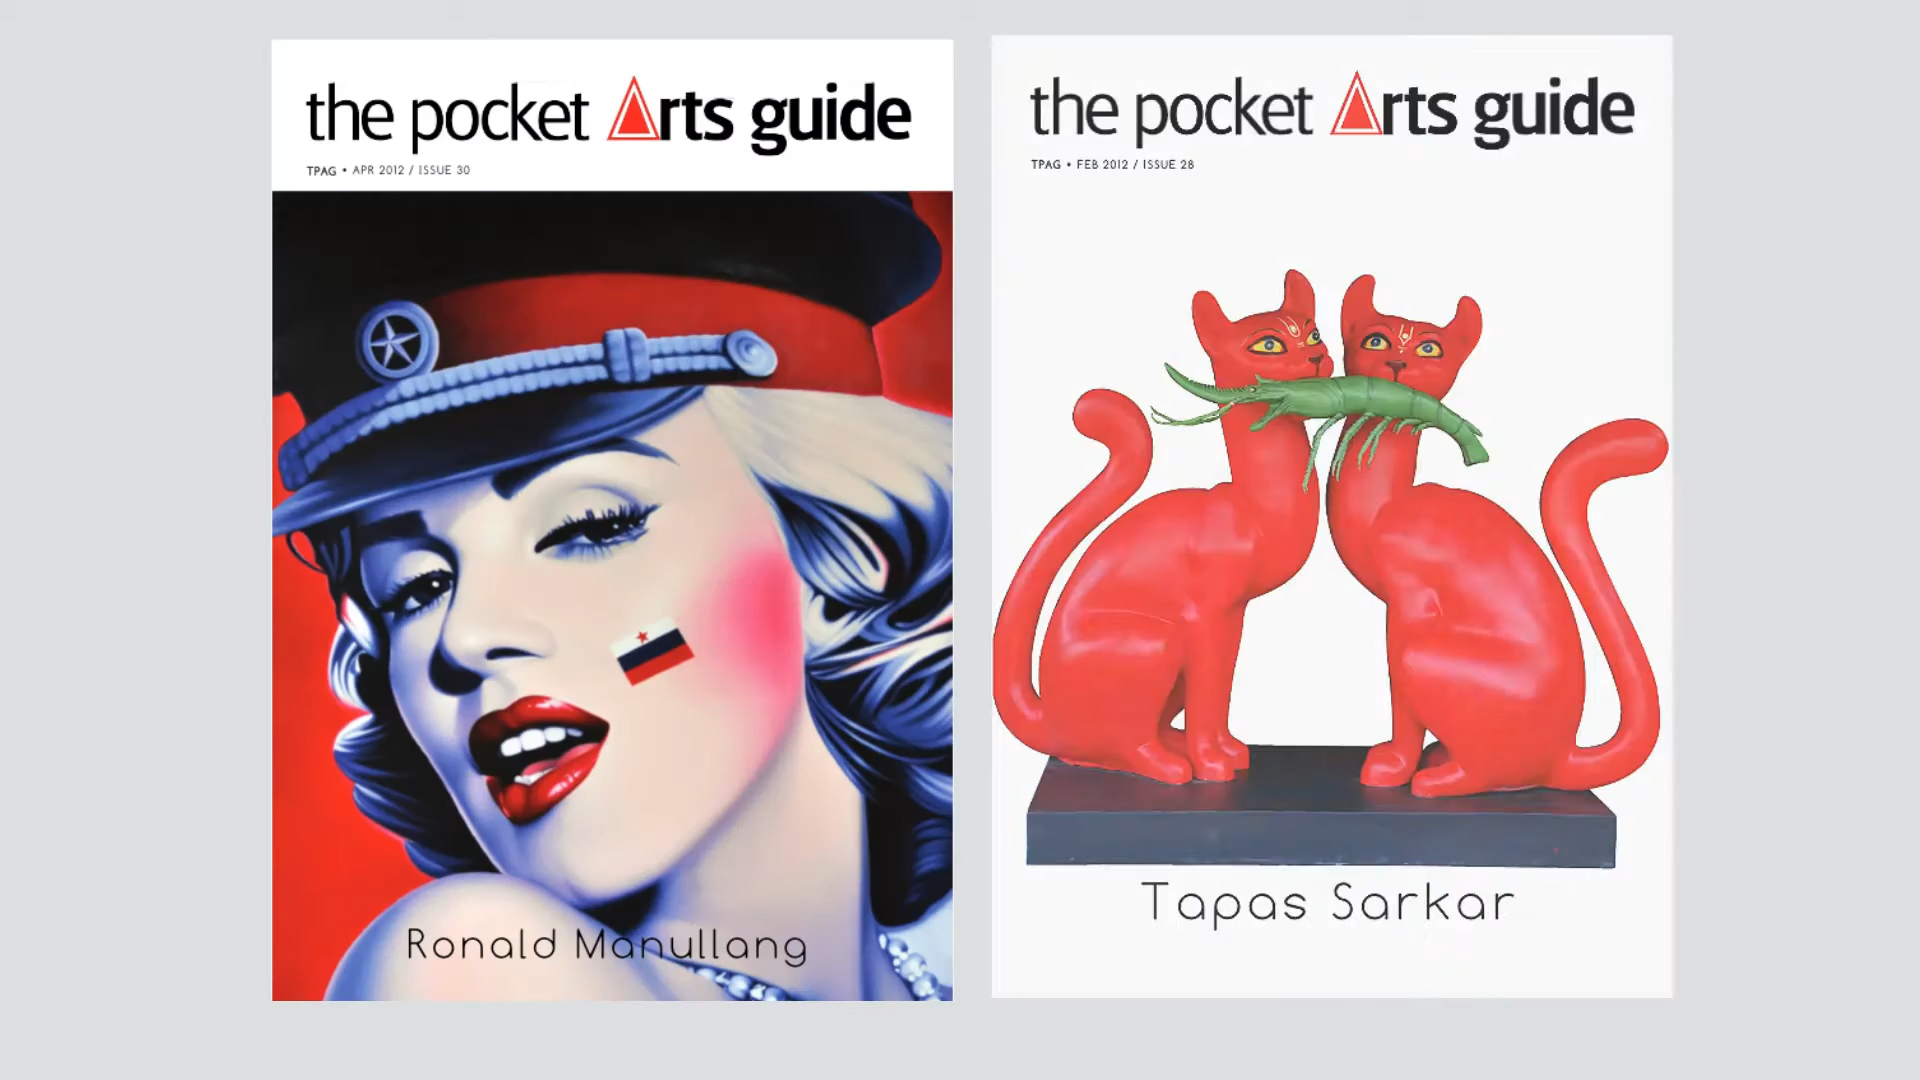 the pocket Arts guide
TPAG • APR 2012 / ISSUE 30
Ronald Manullang
the pocket Arts guide
TPAG • FEB 2012 / ISSUE 28
Tapas Sarkar